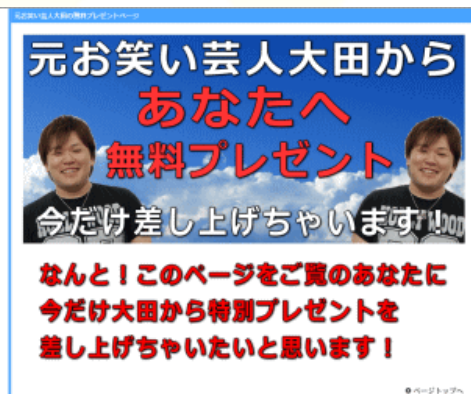 元お笑い芸人大田の無料プレゼントページ
元お笑い芸人大田から
あなたへ
無料プレゼント
今だけ差し上げちゃいます！
なんと！このページをご覧のあなたに
今だけ大田から特別プレゼントを
差し上げちゃいたいと思います！
ページトップへ